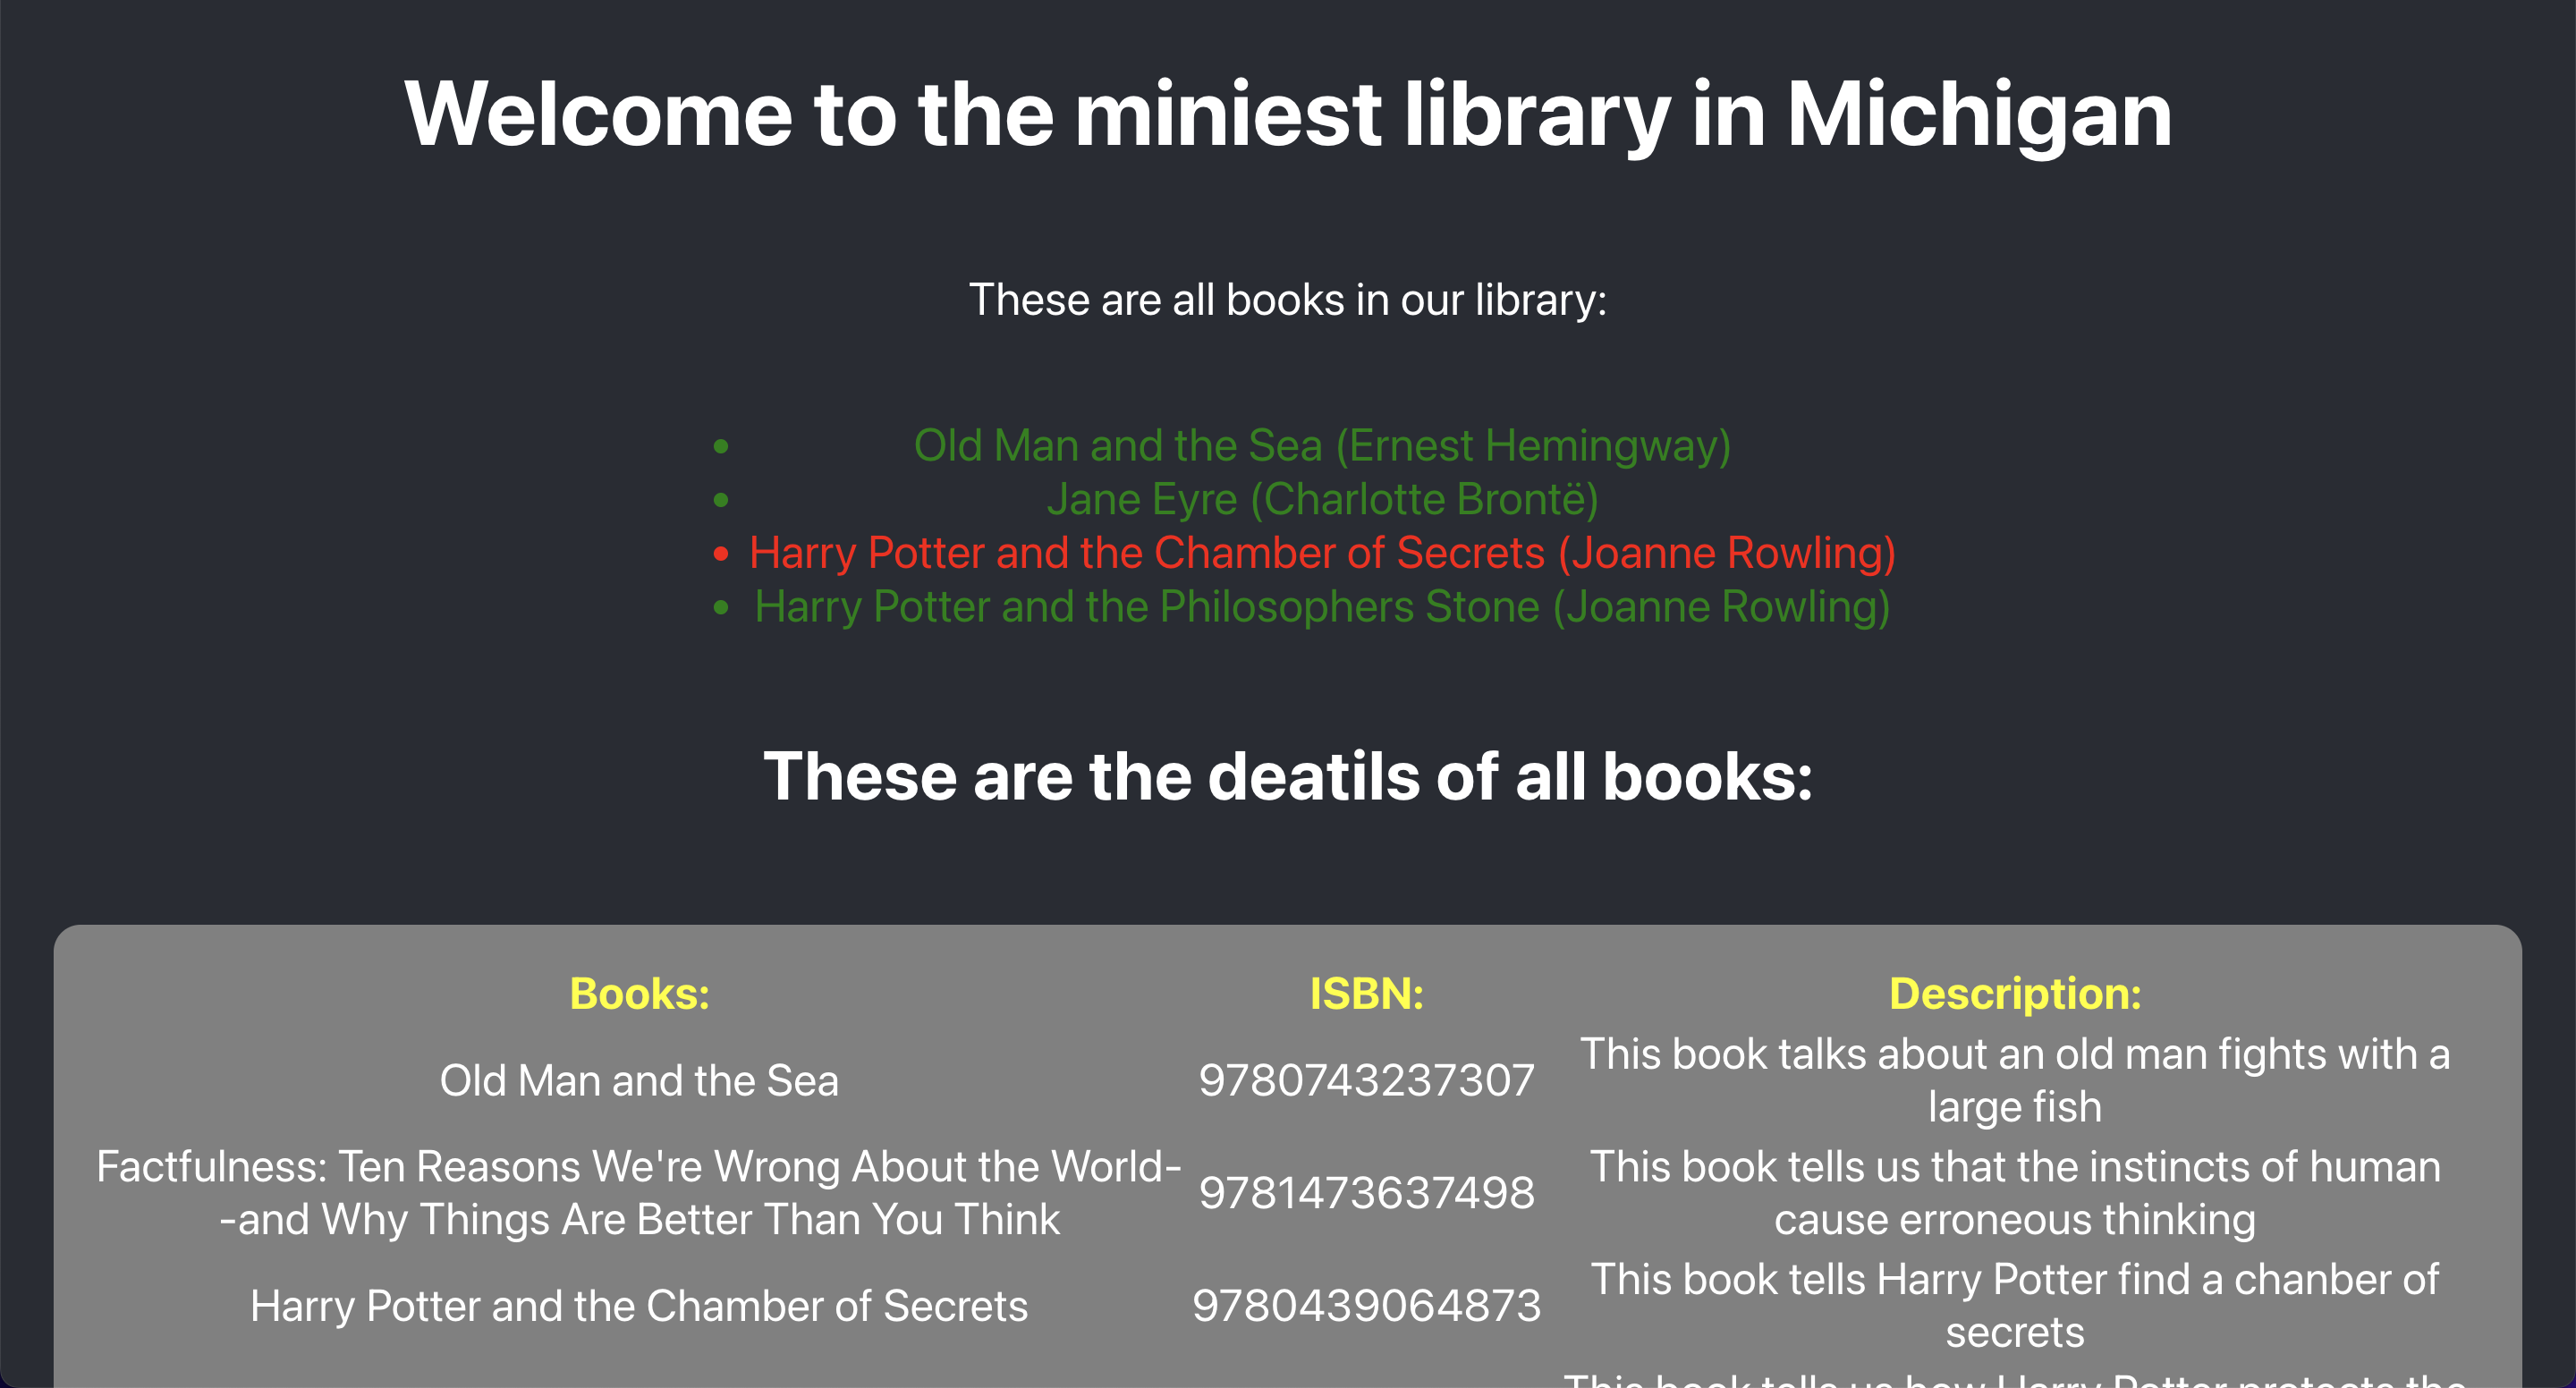 Welcome to the miniest library in Michigan
These are all books in our library:
• Old Man and the Sea (Ernest Hemingway)
• Jane Eyre (Charlotte Brontë)
• Harry Potter and the Chamber of Secrets (Joanne Rowling)
• Harry Potter and the Philosophers Stone (Joanne Rowling)
These are the deatils of all books:
Books: ISBN: Description:
Old Man and the Sea 9780743237307 This book talks about an old man fights with a
large fish
Factfulness: Ten Reasons We're Wrong About the World-
-and Why Things Are Better Than You Think 9781473637498 This book tells us that the instincts of human
cause erroneous thinking
Harry Potter and the Chamber of Secrets 9780439064873 This book tells Harry Potter find a chanber of
secrets
This book tells us how Harry Potter protects the